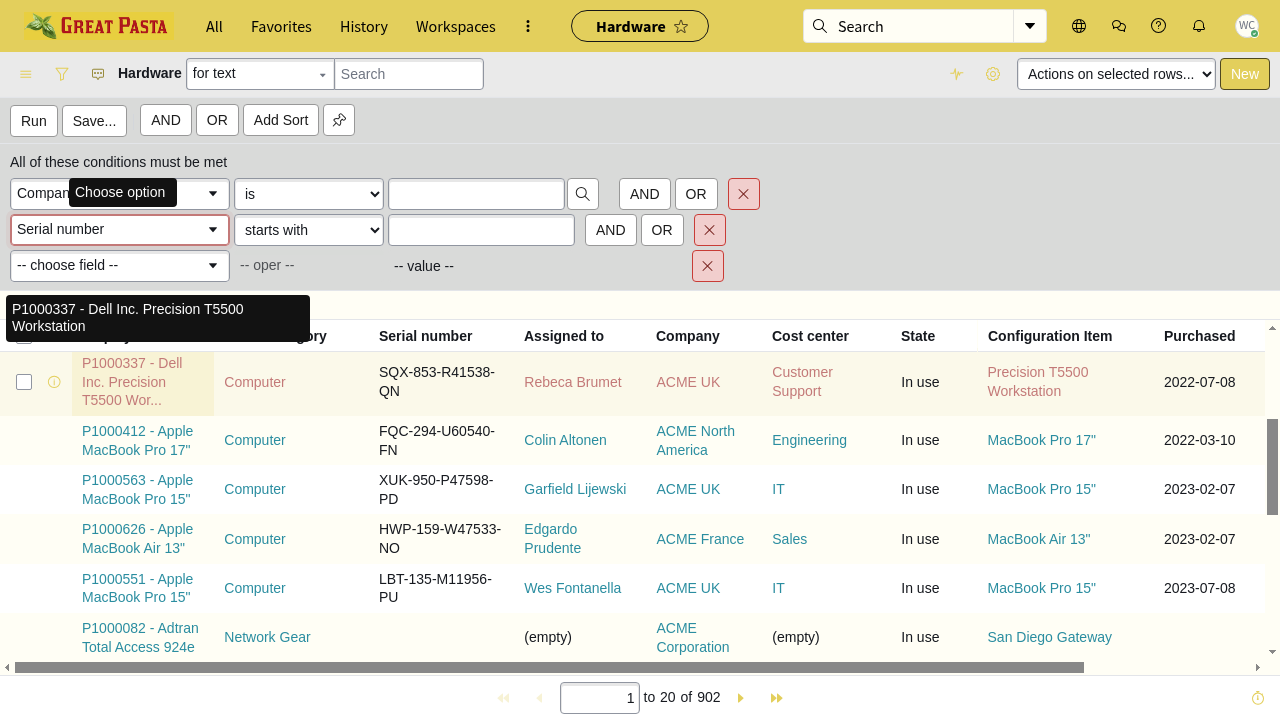 GREAT PASTA
All
Favorites
History
Workspaces
Hardware
Search
WC
Hardware
for text
Search
Actions on selected rows...
New
Run
Save...
AND
OR
Add Sort
All of these conditions must be met
Compan
Choose option
is
AND
OR
Serial number
starts with
AND
OR
-- choose field --
-- oper --
-- value --
P1000337 - Dell Inc. Precision T5500
Workstation
Serial number
Assigned to
Company
Cost center
State
Configuration Item
Purchased
P1000337 - Dell
Inc. Precision
T5500 Wor...
Computer
SQX-853-R41538-
QN
Rebeca Brumet
ACME UK
Customer
Support
In use
Precision T5500
Workstation
2022-07-08
P1000412 - Apple
MacBook Pro 17"
Computer
FQC-294-U60540-
FN
Colin Altonen
ACME North
America
Engineering
In use
MacBook Pro 17"
2022-03-10
P1000563 - Apple
MacBook Pro 15"
Computer
XUK-950-P47598-
PD
Garfield Lijewski
ACME UK
IT
In use
MacBook Pro 15"
2023-02-07
P1000626 - Apple
MacBook Air 13"
Computer
HWP-159-W47533-
NO
Edgardo
Prudente
ACME France
Sales
In use
MacBook Air 13"
2023-02-07
P1000551 - Apple
MacBook Pro 15"
Computer
LBT-135-M11956-
PU
Wes Fontanella
ACME UK
IT
In use
MacBook Pro 15"
2023-07-08
P1000082 - Adtran
Total Access 924e
Network Gear
(empty)
ACME
Corporation
(empty)
In use
San Diego Gateway
1 to 20 of 902